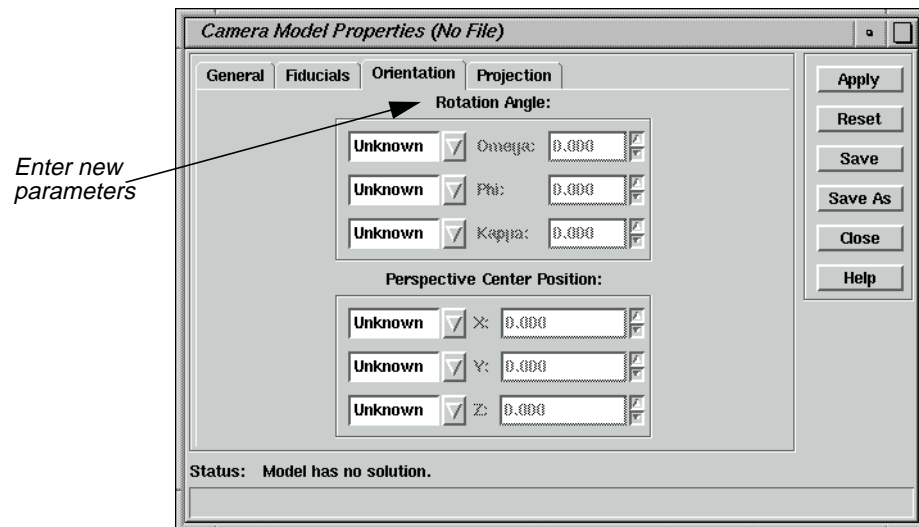 Camera Model Properties (No File)
General Fiducials Orientation Projection
Rotation Angle:
Unknown Omega: 0.000
Unknown Phi: 0.000
Unknown Kappa: 0.000
Perspective Center Position:
Unknown X: 0.000
Unknown Y: 0.000
Unknown Z: 0.000
Status: Model has no solution.
Apply
Reset
Save
Save As
Close
Help
Enter new
parameters